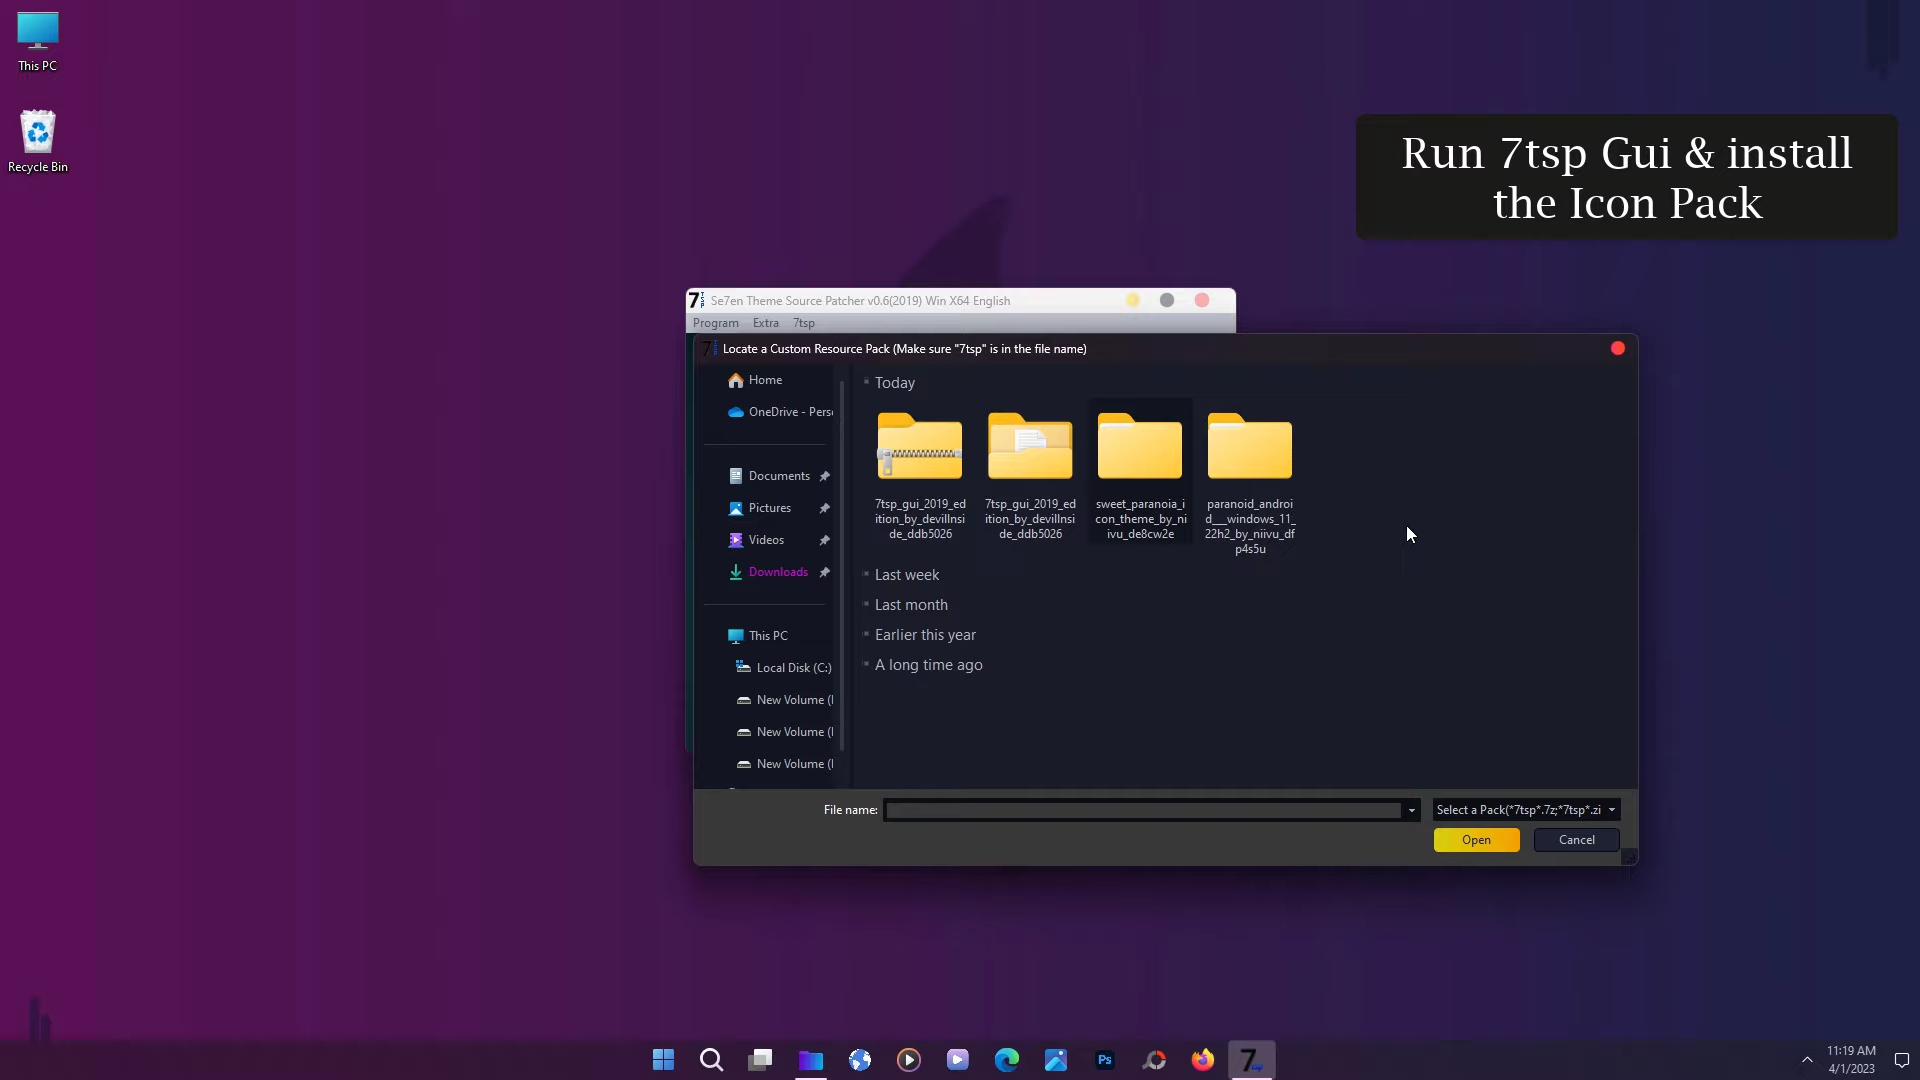 This PC
Recycle Bin
Run 7tsp Gui & install
the Icon Pack
Se7en Theme Source Patcher v0.6(2019) Win X64 English
Program Extra 7tsp
Locate a Custom Resource Pack (Make sure "7tsp" is in the file name)
Home
OneDrive - Pers
Documents
Pictures
Videos
Downloads
This PC
Local Disk (C:)
New Volume (
New Volume (
New Volume (
Today
7tsp_gui_2019_ed
ition_by_devillnsi
de_ddb5026
7tsp_gui_2019_ed
ition_by_devillnsi
de_ddb5026
sweet_paranoia_i
con_theme_by_ni
ivu_de8cw2e
paranoid_androi
d__windows_11_
22h2_by_niivu_df
p4s5u
Last week
Last month
Earlier this year
A long time ago
File name:
Select a Pack(*7tsp*.7z;*7tsp*.zi
Open Cancel
Ps
7
11:19 AM
4/1/2023